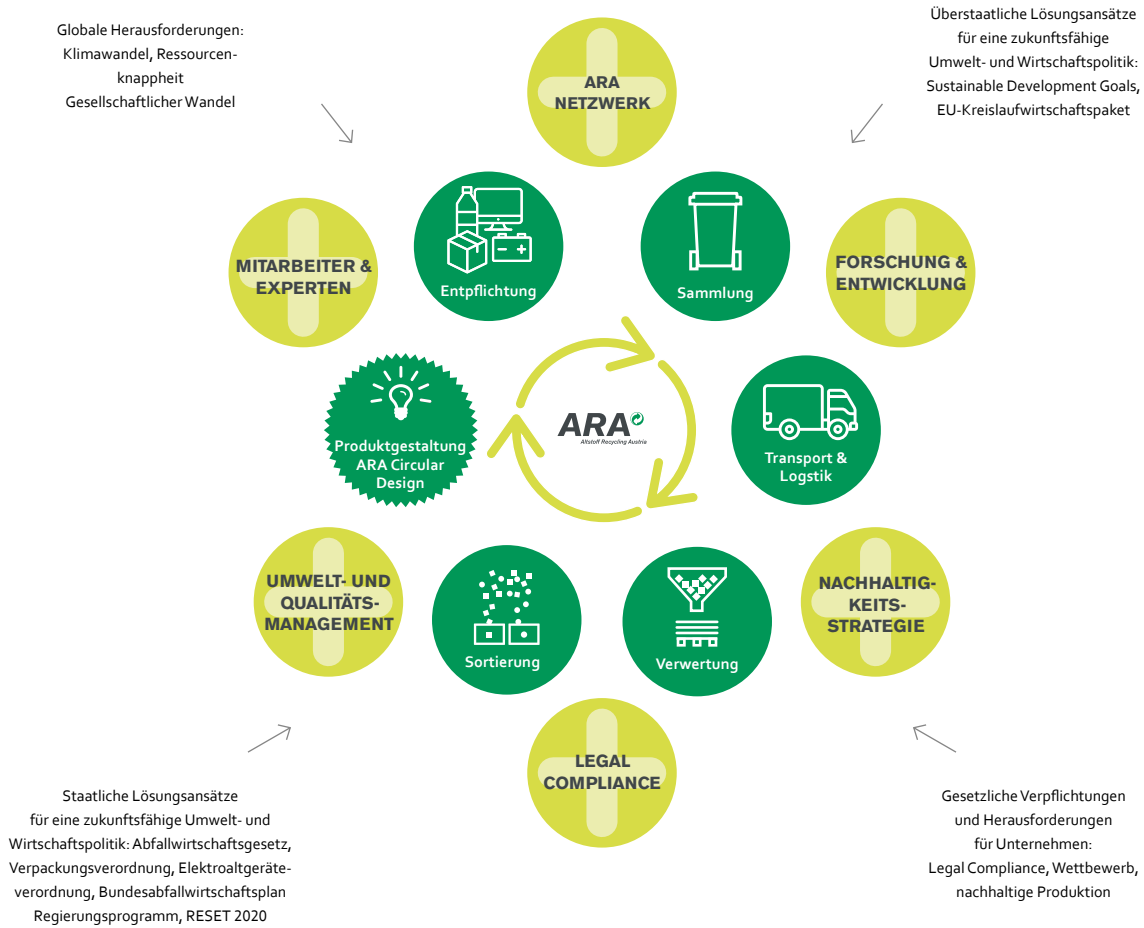 Globale Herausforderungen:
Klimawandel, Ressourcen-
knappheit
Gesellschaftlicher Wandel
Überstaatliche Lösungsansätze
für eine zukunftsfähige
Umwelt- und Wirtschaftspolitik:
Sustainable Development Goals,
EU-Kreislaufwirtschaftspaket
ARA
NETZWERK
MITARBEITER &
EXPERTEN
Entpflichtung
Sammlung
FORSCHUNG &
ENTWICKLUNG
Produktgestaltung
ARA Circular
Design
ARA
Altstoff Recycling Austria
Transport &
Logstik
UMWELT- UND
QUALITÄTS-
MANAGEMENT
Sortierung
Verwertung
NACHHALTIG-
KEITS-
STRATEGIE
LEGAL
COMPLIANCE
Staatliche Lösungsansätze
für eine zukunftsfähige Umwelt- und
Wirtschaftspolitik: Abfallwirtschaftsgesetz,
Verpackungsverordnung, Elektroaltgeräte-
verordnung, Bundesabfallwirtschaftsplan
Regierungsprogramm, RESET 2020
Gesetzliche Verpflichtungen
und Herausforderungen
für Unternehmen:
Legal Compliance, Wettbewerb,
nachhaltige Produktion